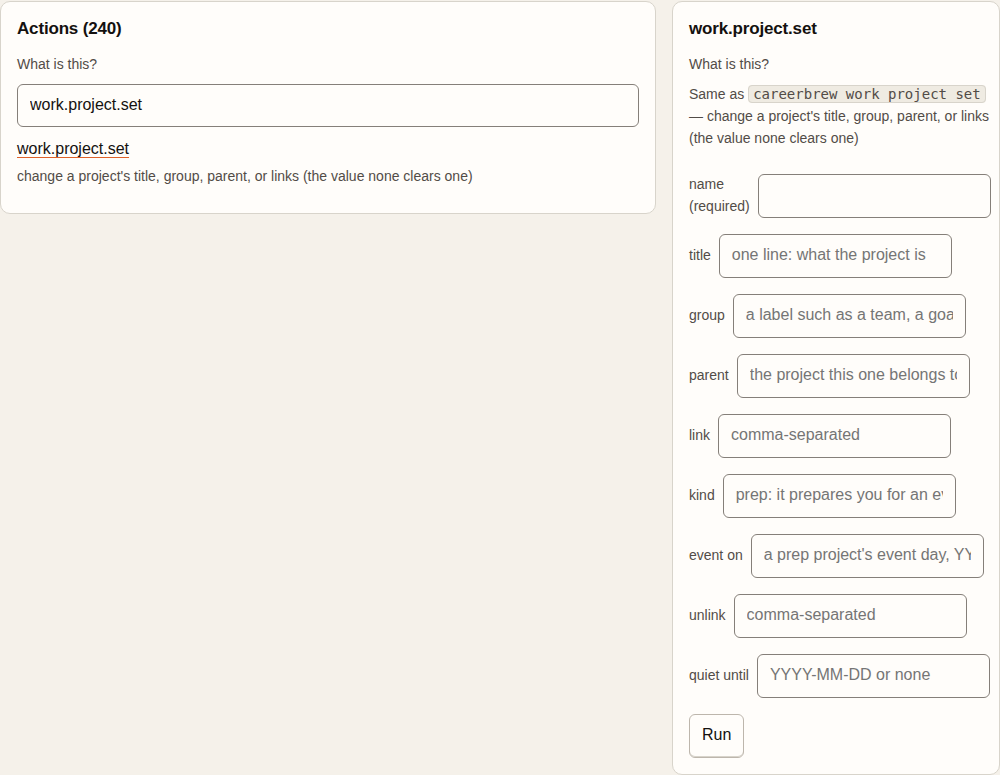 Actions (240)
What is this?
work.project.set
work.project.set
change a project's title, group, parent, or links (the value none clears one)
work.project.set
What is this?
Same as careerbrew work project set
— change a project's title, group, parent, or links
(the value none clears one)
name
(required)
title one line: what the project is
group a label such as a team, a goa
parent the project this one belongs to
link comma-separated
kind prep: it prepares you for an ev
event on a prep project's event day, YY
unlink comma-separated
quiet until YYYY-MM-DD or none
Run